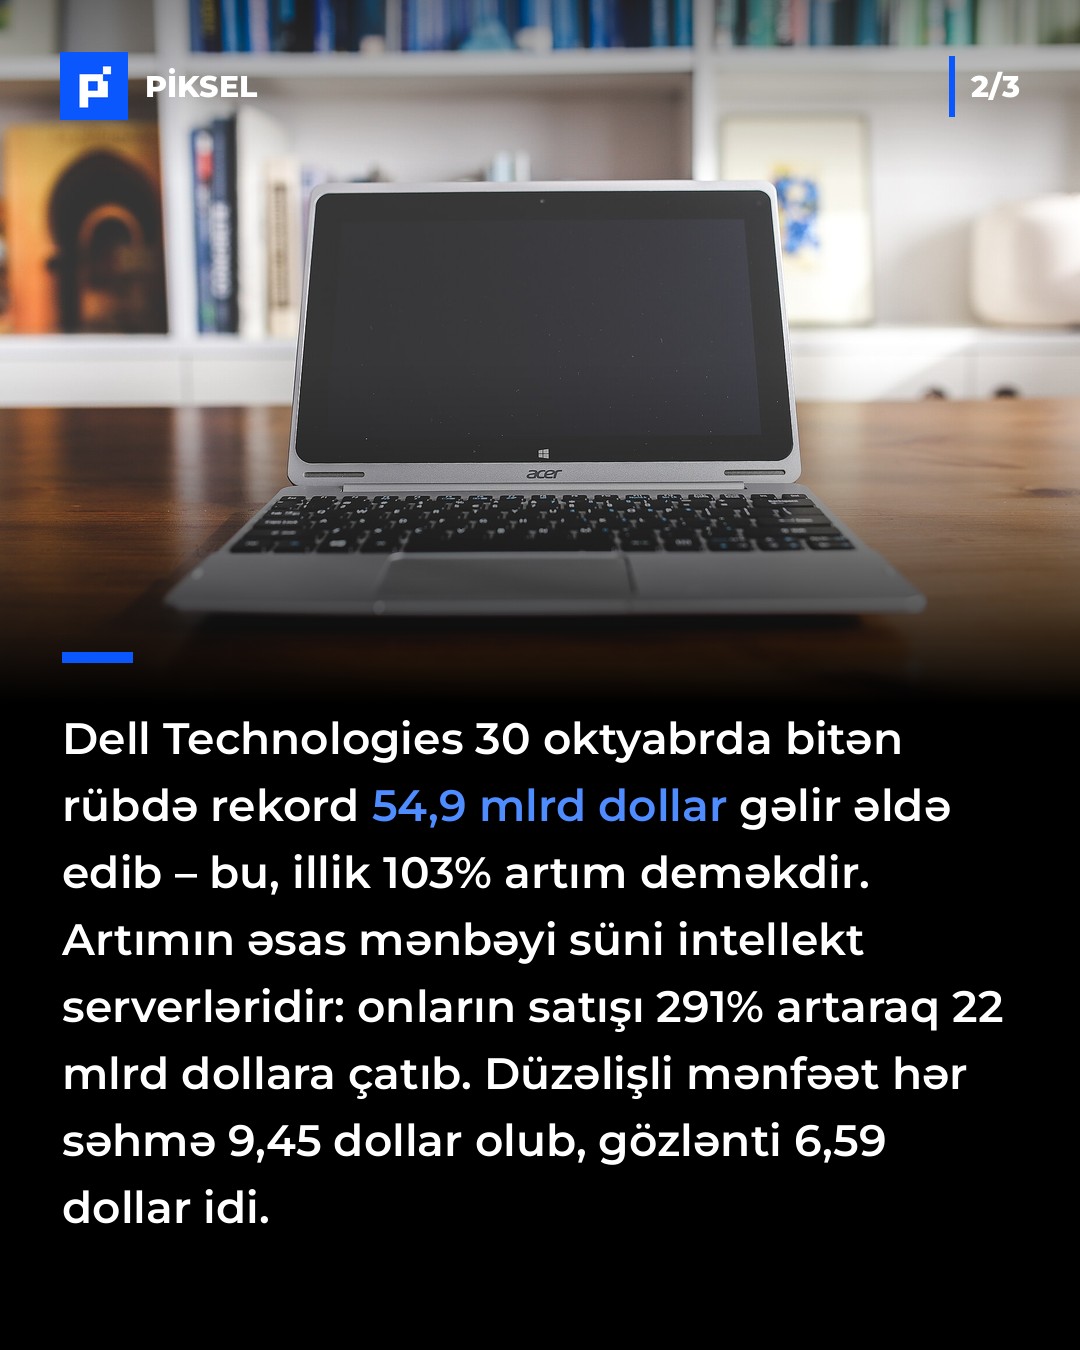 PİKSEL
2/3
acer
Dell Technologies 30 oktyabrda bitən
rübdə rekord 54,9 mlrd dollar gəlir əldə
edib – bu, illik 103% artım deməkdir.
Artımın əsas mənbəyi süni intellekt
serverləridir: onların satışı 291% artaraq 22
mlrd dollara çatıb. Düzəlişli mənfəət hər
səhmə 9,45 dollar olub, gözlənti 6,59
dollar idi.